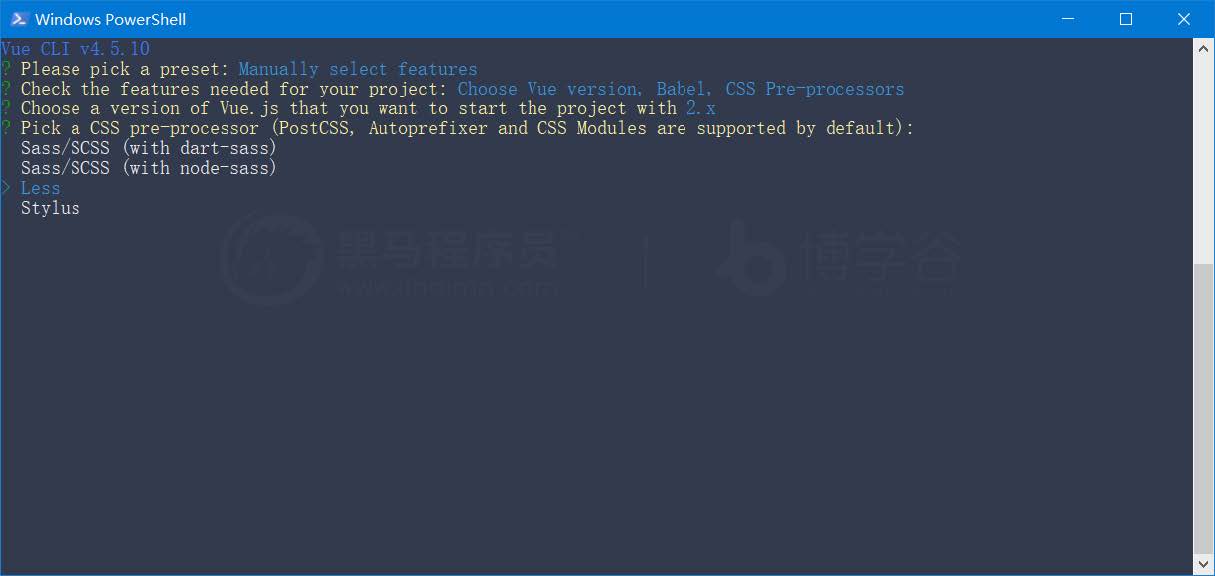 Windows PowerShell
Vue CLI v4.5.10
? Please pick a preset: Manually select features
? Check the features needed for your project: Choose Vue version, Babel, CSS Pre-processors
? Choose a version of Vue.js that you want to start the project with 2.x
? Pick a CSS pre-processor (PostCSS, Autoprefixer and CSS Modules are supported by default):
Sass/SCSS (with dart-sass)
Sass/SCSS (with node-sass)
> Less
Stylus
黑马程序员
www.itheima.com
博学谷